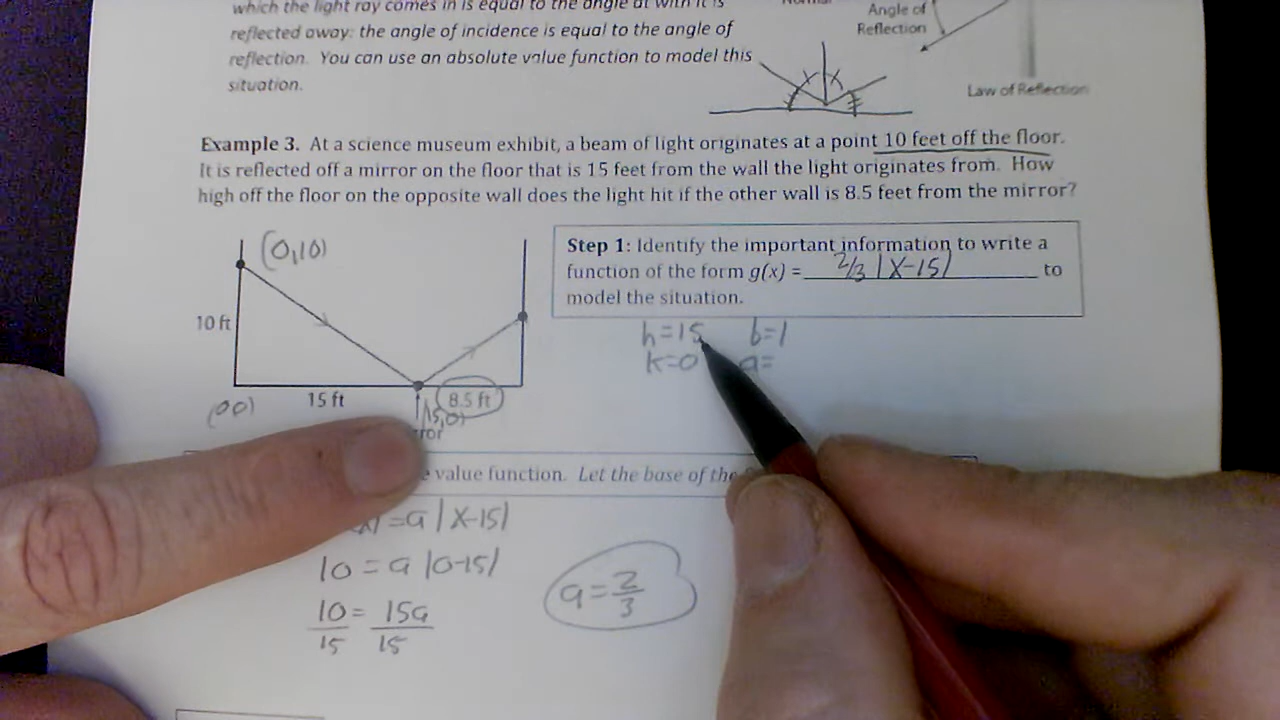 which the light ray comes in is equal to the angle at with it is
reflected away: the angle of incidence is equal to the angle of
reflection. You can use an absolute value function to model this
situation.
Normal
Angle of
Reflection
Law of Reflection
Example 3. At a science museum exhibit, a beam of light originates at a point 10 feet off the floor.
It is reflected off a mirror on the floor that is 15 feet from the wall the light originates from. How
high off the floor on the opposite wall does the light hit if the other wall is 8.5 feet from the mirror?
(0,10)
10 ft
(00)
15 ft
8.5 ft
(15,0)
Step 1: Identify the important information to write a
function of the form g(x) = 2/3 |x-15| to
model the situation.
h=15 b=1
k=0 a=
value function. Let the base of the
=a|x-15|
10 = a |0-15|
10 = 15a
15 15
a = 2/3